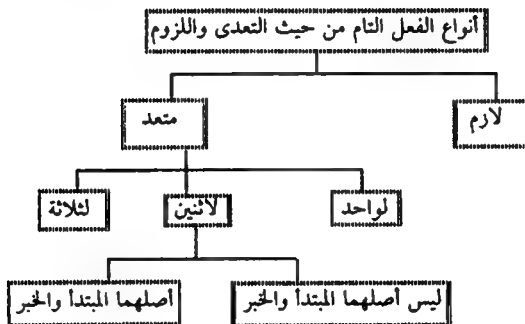 أنواع الفعل التام من حيث التعدى واللزوم
لازم
متعد
لواحد
لاثنين
لثلاثة
ليس أصلهما المبتدأ والخبر
أصلهما المبتدأ والخبر